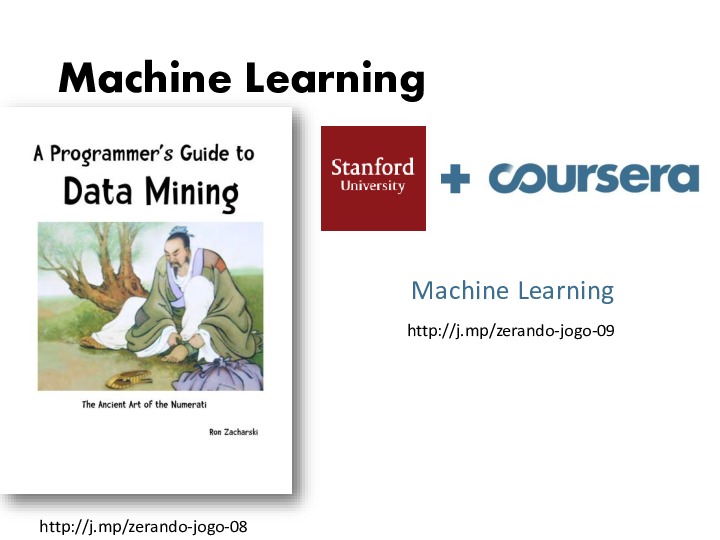 Machine Learning
A Programmer's Guide to
Data Mining
The Ancient Art of the Numerati
Ron Zacharski
http://j.mp/zerando-jogo-08
Stanford
University
+ coursera
Machine Learning
http://j.mp/zerando-jogo-09